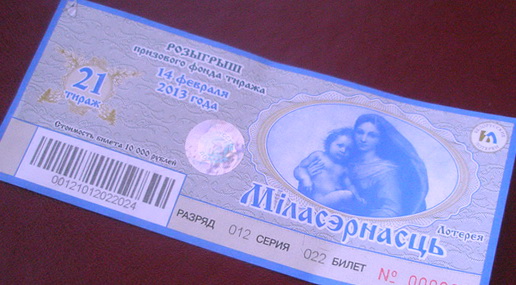 РОЗЫГРЫШ
призового фонда тиража
14 февраля
2013 года
21
тираж
Стоимость билета 10 000 рублей
00121012022024
Міласэрнасць
Лотерея
РАЗРЯД 012 СЕРИЯ 022 БИЛЕТ № 0000